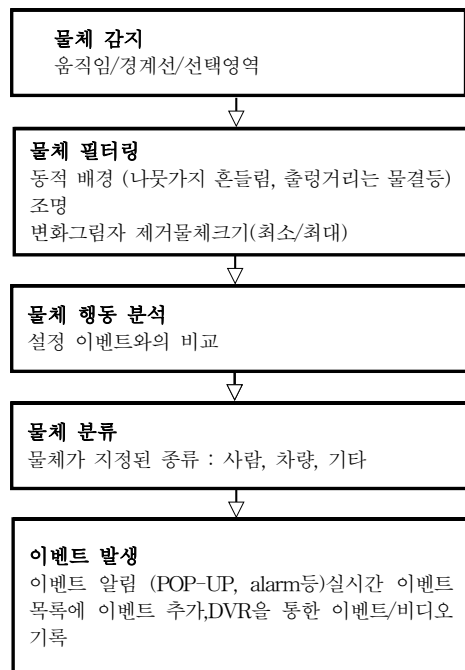 물체 감지
움직임/경계선/선택영역
물체 필터링
동적 배경 (나뭇가지 흔들림, 출렁거리는 물결등)
조명
변화그림자 제거물체크기(최소/최대)
물체 행동 분석
설정 이벤트와의 비교
물체 분류
물체가 지정된 종류 : 사람, 차량, 기타
이벤트 발생
이벤트 알림 (POP-UP, alarm등)실시간 이벤트
목록에 이벤트 추가,DVR을 통한 이벤트/비디오
기록